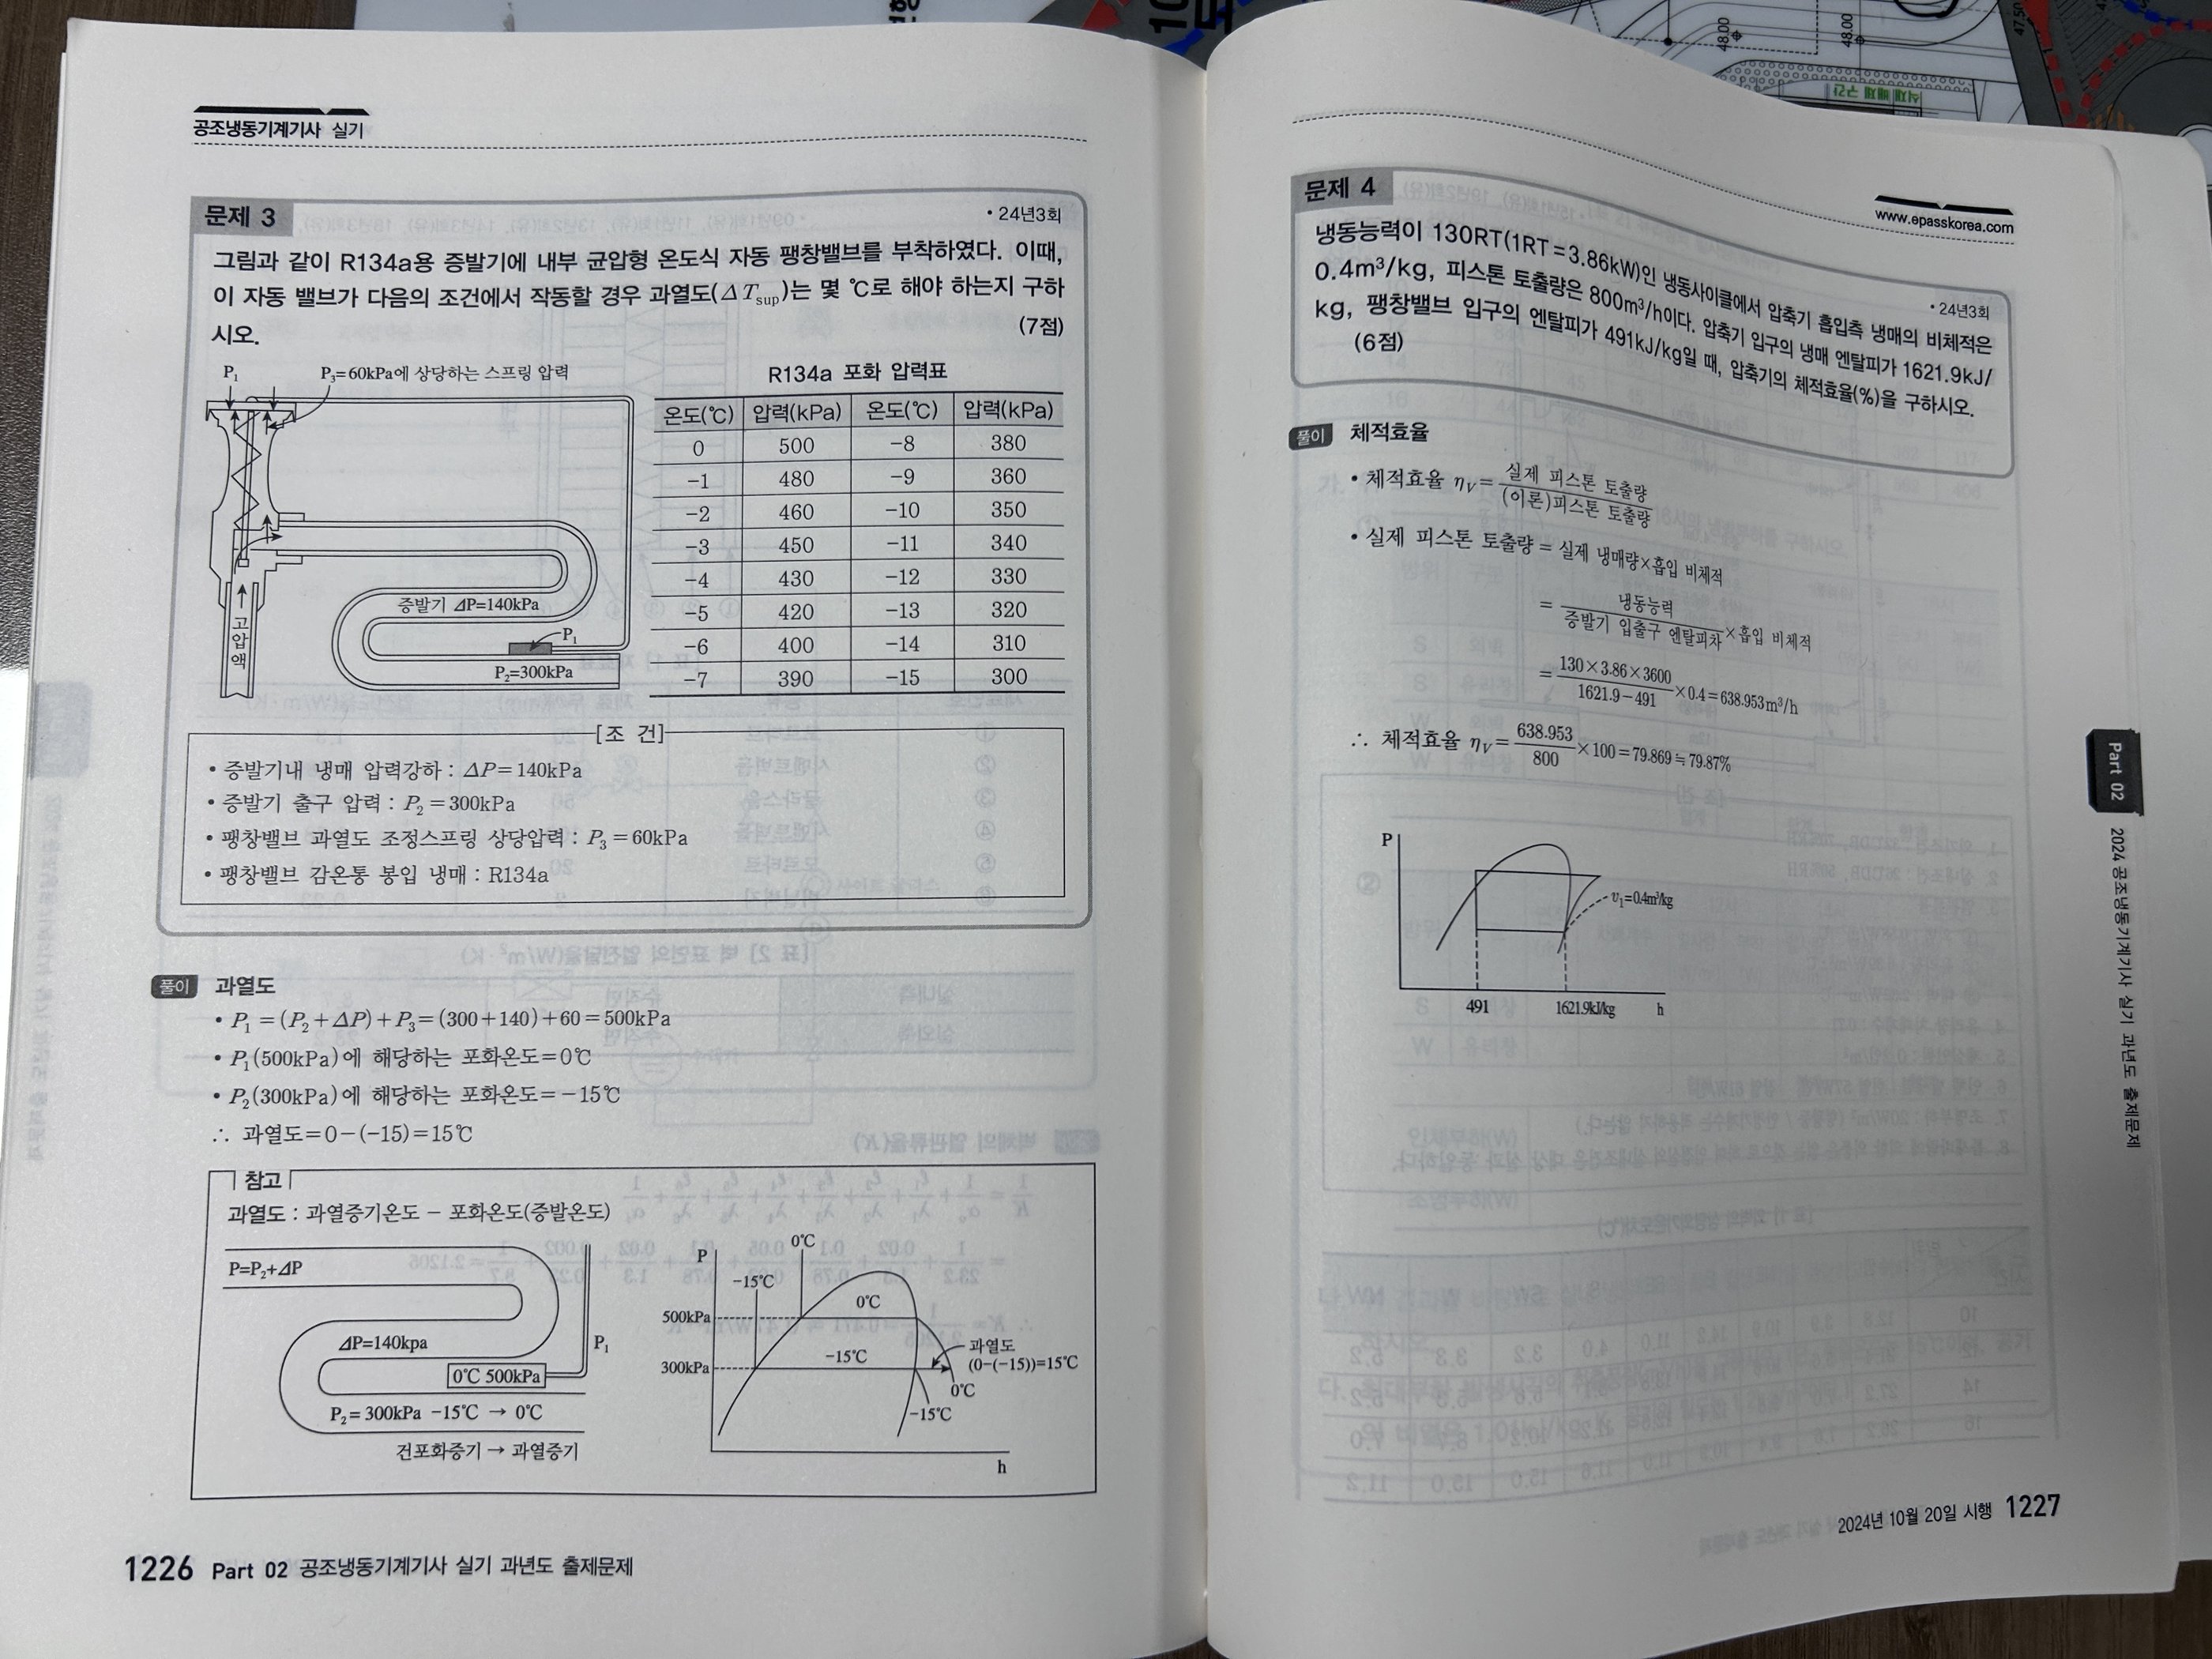 공조냉동기계기사 실기
문제 3
• 24년3회
그림과 같이 R134a용 증발기에 내부 균압형 온도식 자동 팽창밸브를 부착하였다. 이때,
이 자동 밸브가 다음의 조건에서 작동할 경우 과열도(ΔT_sup)는 몇 ℃로 해야 하는지 구하
시오.
(7점)
P₁
P₃=60kPa에 상당하는 스프링 압력
고압액
증발기 ΔP=140kPa
P₁
P₂=300kPa
R134a 포화 압력표
온도(℃) 압력(kPa) 온도(℃) 압력(kPa)
0 500 −8 380
−1 480 −9 360
−2 460 −10 350
−3 450 −11 340
−4 430 −12 330
−5 420 −13 320
−6 400 −14 310
−7 390 −15 300
[조 건]
• 증발기내 냉매 압력강하 : ΔP=140kPa
• 증발기 출구 압력 : P₂=300kPa
• 팽창밸브 과열도 조정스프링 상당압력 : P₃=60kPa
• 팽창밸브 감온통 봉입 냉매 : R134a
풀이 과열도
• P₁=(P₂+ΔP)+P₃=(300+140)+60=500kPa
• P₁(500kPa)에 해당하는 포화온도=0℃
• P₂(300kPa)에 해당하는 포화온도=−15℃
∴ 과열도=0−(−15)=15℃
참고
과열도 : 과열증기온도 − 포화온도(증발온도)
P=P₂+ΔP
ΔP=140kpa
P₁
0℃ 500kPa
P₂=300kPa −15℃ → 0℃
건포화증기 → 과열증기
P
0℃
−15℃
500kPa
0℃
300kPa
−15℃
과열도
(0−(−15))=15℃
0℃
−15℃
h
1226 Part 02 공조냉동기계기사 실기 과년도 출제문제
www.epasskorea.com
문제 4
• 24년3회
냉동능력이 130RT(1RT=3.86kW)인 냉동사이클에서 압축기 흡입측 냉매의 비체적은
0.4m³/kg, 피스톤 토출량은 800m³/h이다. 압축기 입구의 냉매 엔탈피가 1621.9kJ/
kg, 팽창밸브 입구의 엔탈피가 491kJ/kg일 때, 압축기의 체적효율(%)을 구하시오.
(6점)
풀이 체적효율
• 체적효율 η_V = 실제 피스톤 토출량 / (이론)피스톤 토출량
• 실제 피스톤 토출량 = 실제 냉매량×흡입 비체적
= 냉동능력 / 증발기 입출구 엔탈피차 ×흡입 비체적
= 130×3.86×3600 / 1621.9−491 ×0.4=638.953m³/h
∴ 체적효율 η_V = 638.953 / 800 ×100=79.869≒79.87%
P
v₁=0.4m³/kg
491
1621.9kJ/kg
h
Part 02
2024 공조냉동기계기사 실기 과년도 출제문제
2024년 10월 20일 시행 1227
48.00
48.00
47.50
식재 배제 구간